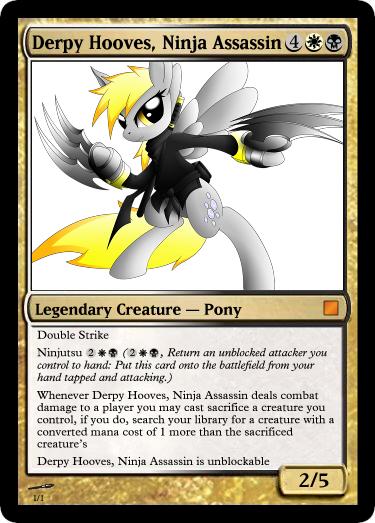 Derpy Hooves, Ninja Assassin 4
Legendary Creature — Pony
Double Strike
Ninjutsu 2 ( 2 , Return an unblocked attacker you
control to hand: Put this card onto the battlefield from your
hand tapped and attacking.)
Whenever Derpy Hooves, Ninja Assassin deals combat
damage to a player you may cast sacrifice a creature you
control, if you do, search your library for a creature with a
converted mana cost of 1 more than the sacrificed
creature's
Derpy Hooves, Ninja Assassin is unblockable
2/5
1/1